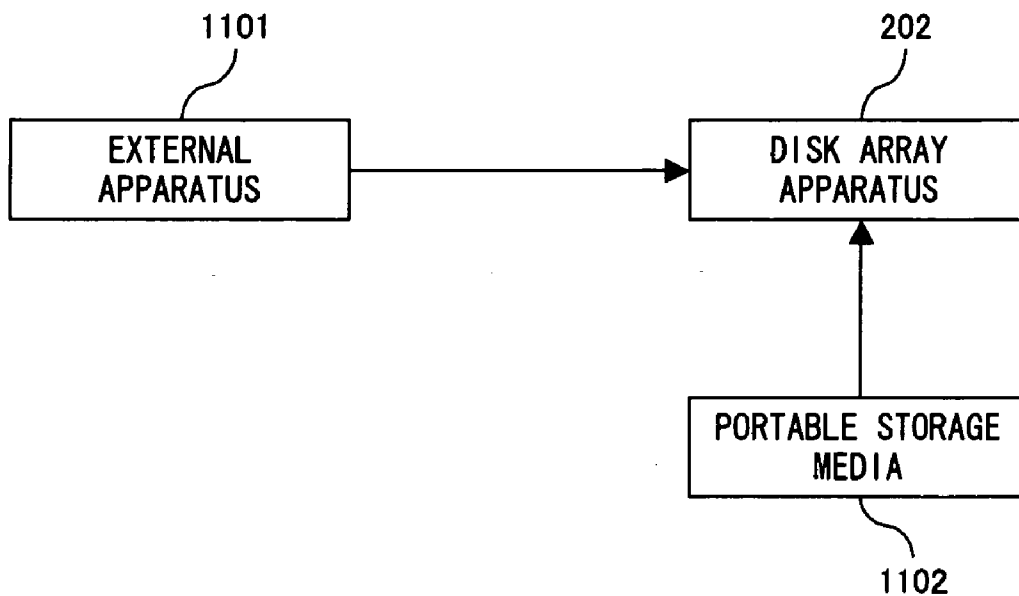 1101
202
EXTERNAL
APPARATUS
DISK ARRAY
APPARATUS
PORTABLE STORAGE
MEDIA
1102